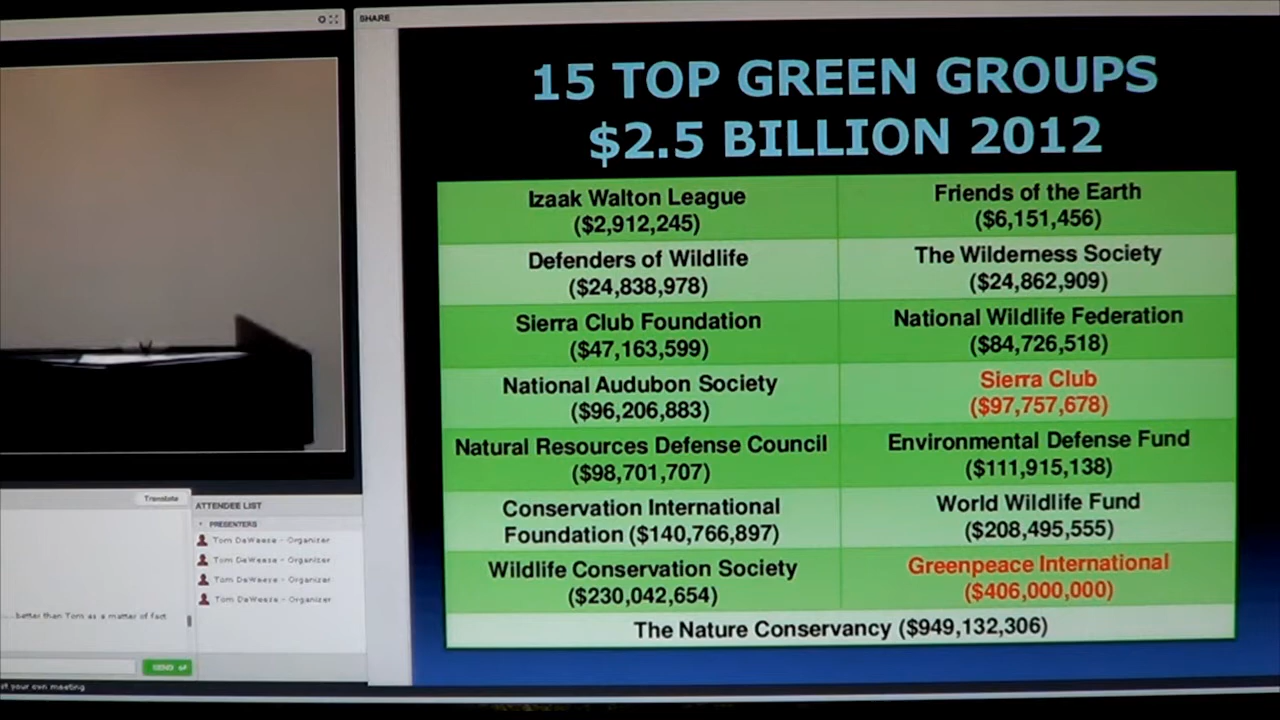 SHARE
15 TOP GREEN GROUPS
$2.5 BILLION 2012
Izaak Walton League
($2,912,245)
Friends of the Earth
($6,151,456)
Defenders of Wildlife
($24,838,978)
The Wilderness Society
($24,862,909)
Sierra Club Foundation
($47,163,599)
National Wildlife Federation
($84,726,518)
National Audubon Society
($96,206,883)
Sierra Club
($97,757,678)
Natural Resources Defense Council
($98,701,707)
Environmental Defense Fund
($111,915,138)
Conservation International
Foundation ($140,766,897)
World Wildlife Fund
($208,495,555)
Wildlife Conservation Society
($230,042,654)
Greenpeace International
($406,000,000)
The Nature Conservancy ($949,132,306)
Translate
ATTENDEE LIST
PRESENTERS
Tom DeWeese - Organizer
Tom DeWeese - Organizer
Tom DeWeese - Organizer
Tom DeWeese - Organizer
better than Tom as a matter of fact
SEND
your own meeting